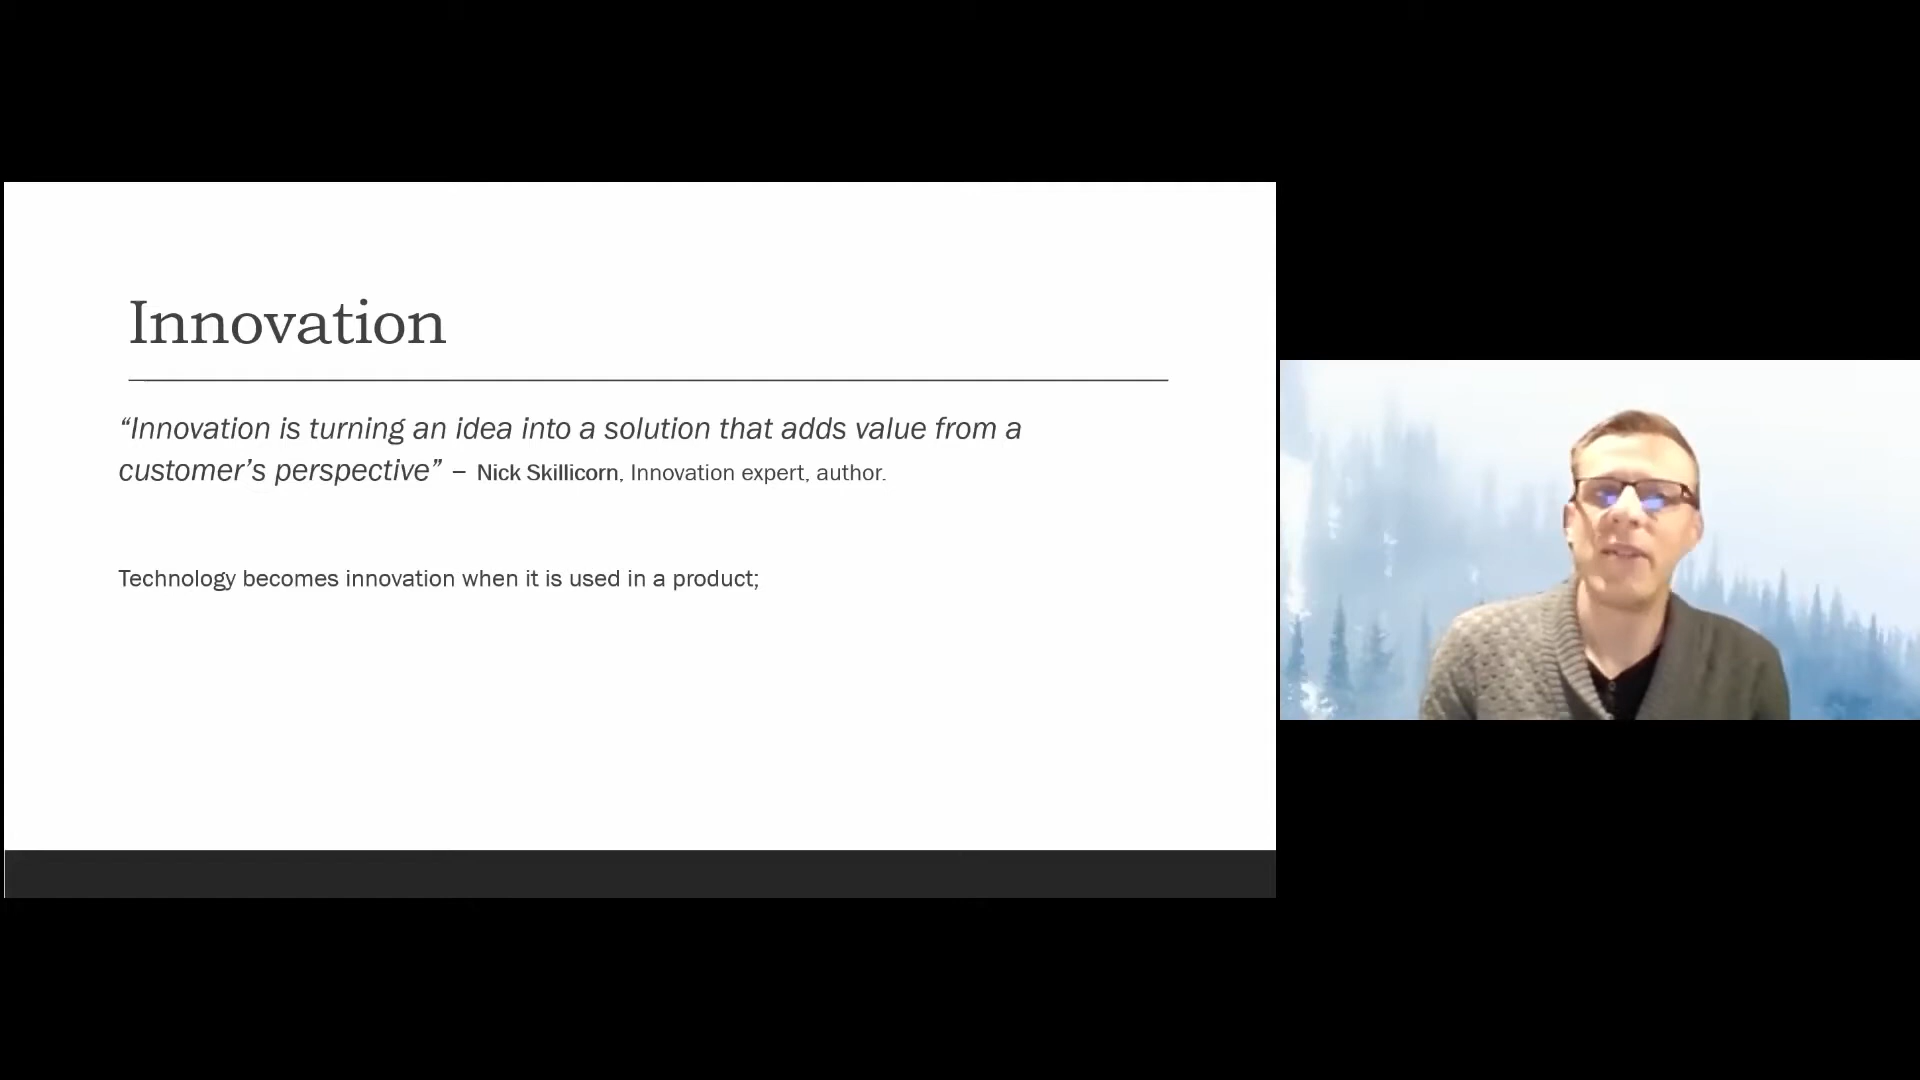 Innovation
“Innovation is turning an idea into a solution that adds value from a
customer’s perspective” – Nick Skillicorn, Innovation expert, author.
Technology becomes innovation when it is used in a product;